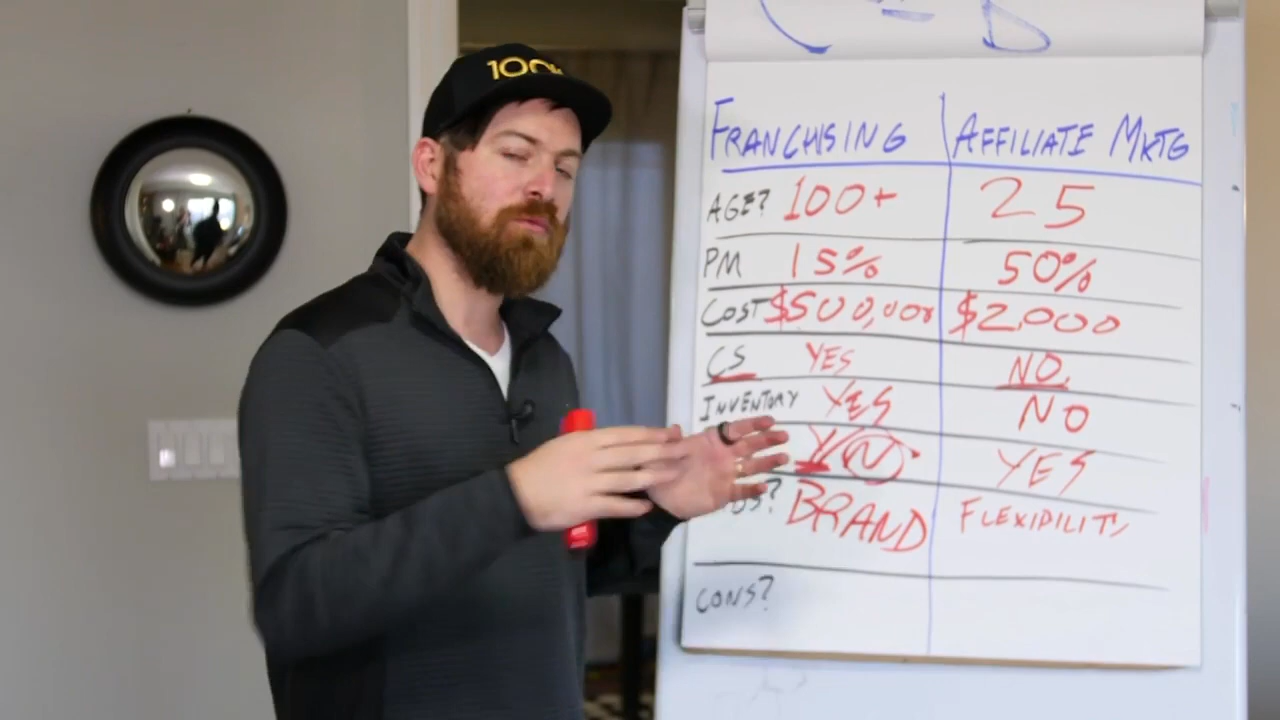 100K
FRANCHISING AFFILIATE MKTG
AGE? 100+ 25
PM 15% 50%
COST $500,000 $2,000
CS YES NO
INVENTORY YES NO
Y N YES
BRAND FLEXIBILITY
CONS?